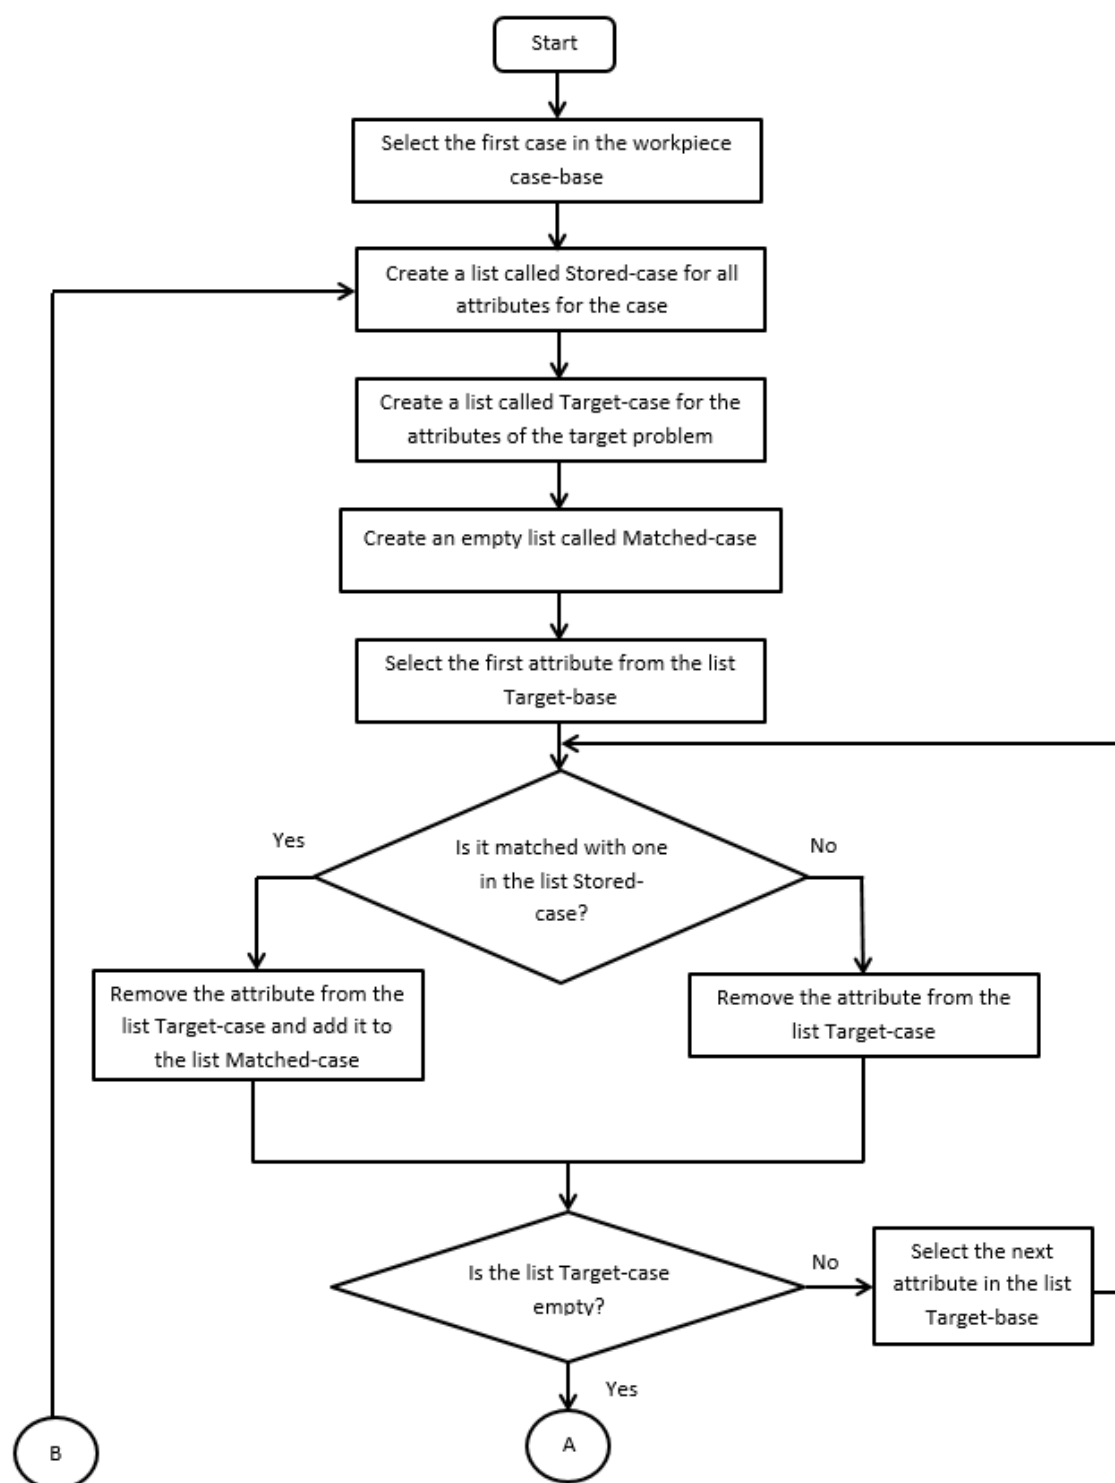 Start
Select the first case in the workpiece
case-base
Create a list called Stored-case for all
attributes for the case
Create a list called Target-case for the
attributes of the target problem
Create an empty list called Matched-case
Select the first attribute from the list
Target-base
Yes
Is it matched with one
in the list Stored-
case?
No
Remove the attribute from the
list Target-case and add it to
the list Matched-case
Remove the attribute from the
list Target-case
Is the list Target-case
empty?
No
Select the next
attribute in the list
Target-base
Yes
B
A